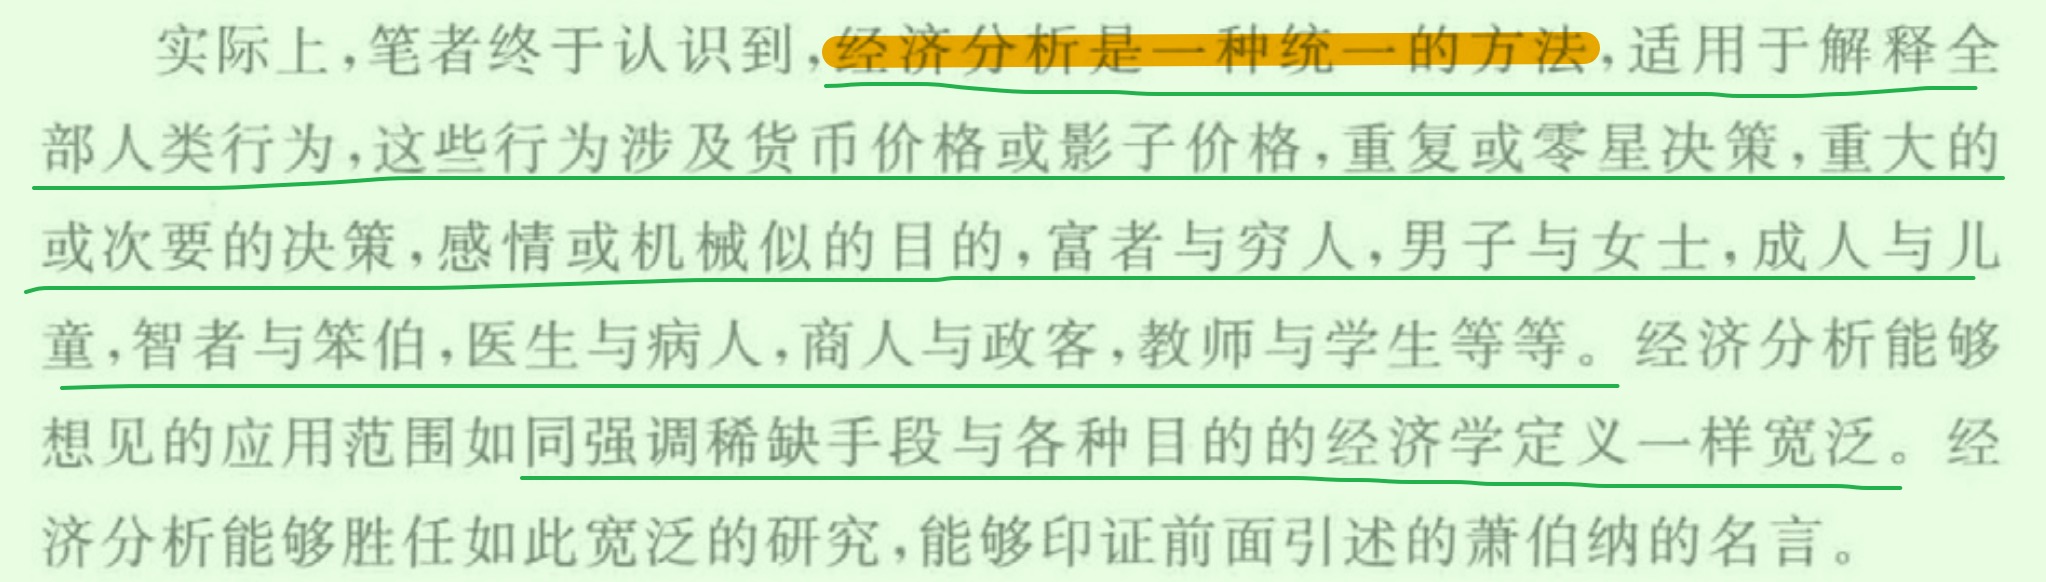 实际上,笔者终于认识到,经济分析是一种统一的方法,适用于解释全
部人类行为,这些行为涉及货币价格或影子价格,重复或零星决策,重大的
或次要的决策,感情或机械似的目的,富者与穷人,男子与女士,成人与儿
童,智者与笨伯,医生与病人,商人与政客,教师与学生等等。经济分析能够
想见的应用范围如同强调稀缺手段与各种目的的经济学定义一样宽泛。经
济分析能够胜任如此宽泛的研究,能够印证前面引述的萧伯纳的名言。